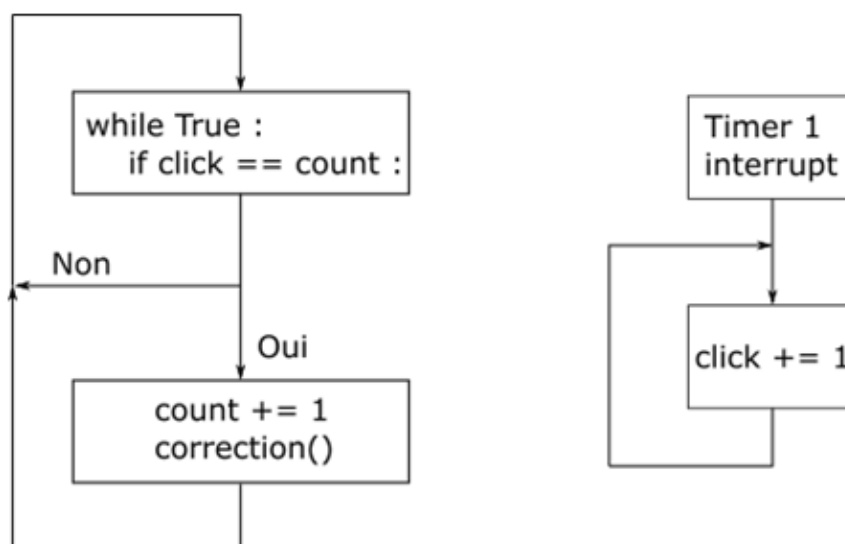 while True :
if click == count :
Non
Oui
count += 1
correction()
Timer 1
interrupt
click += 1